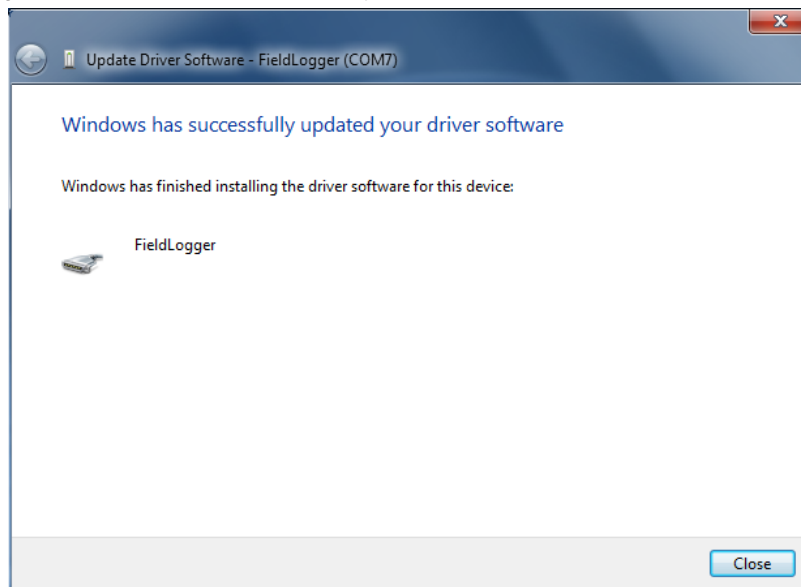 Update Driver Software - FieldLogger (COM7)
Windows has successfully updated your driver software
Windows has finished installing the driver software for this device:
FieldLogger
Close